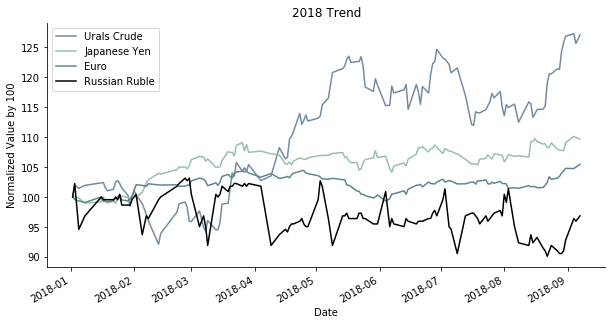 2018 Trend
Urals Crude
Japanese Yen
Euro
Russian Ruble
Normalized Value by 100
125
120
115
110
105
100
95
90
2018-01
2018-02
2018-03
2018-04
2018-05
2018-06
2018-07
2018-08
2018-09
Date